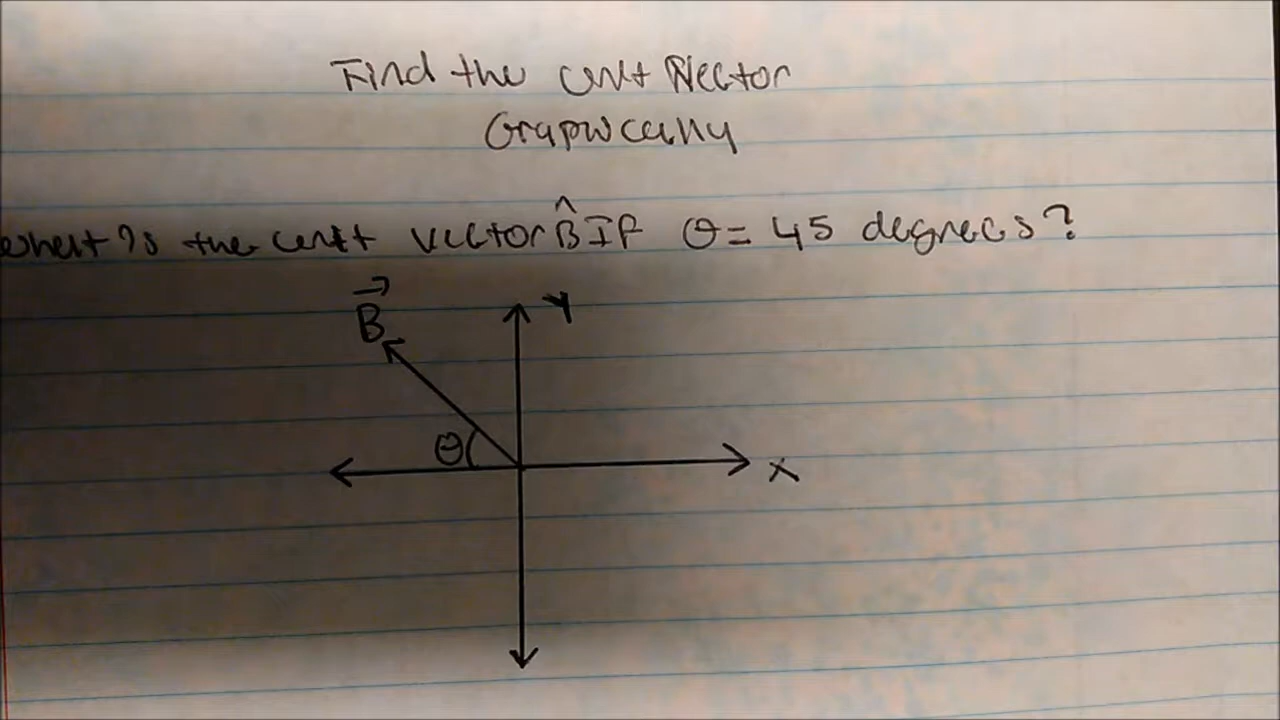 Find the unit Vector
Graphically
what is the unit vector B̂ If θ = 45 degrees?
B⃗
Y
θ
X